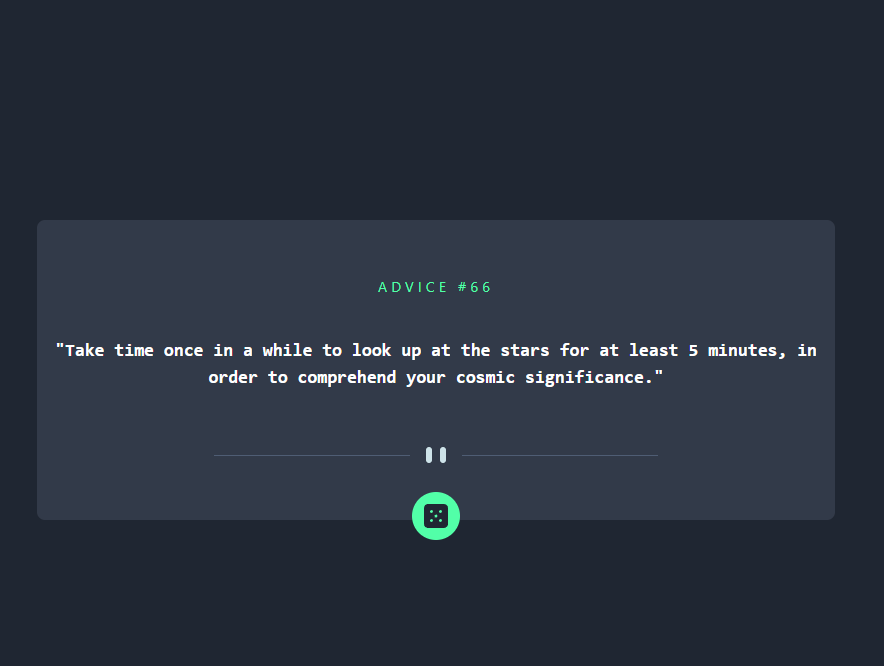 ADVICE #66
"Take time once in a while to look up at the stars for at least 5 minutes, in
order to comprehend your cosmic significance."